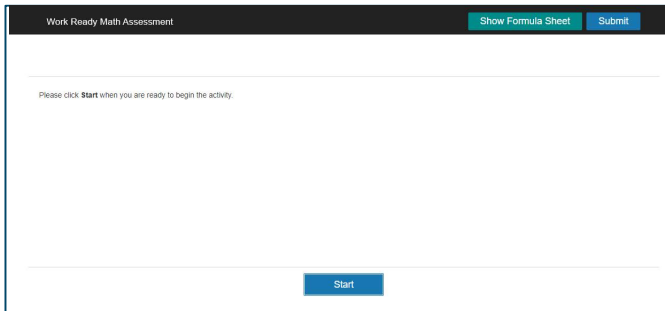 Work Ready Math Assessment
Show Formula Sheet
Submit
Please click Start when you are ready to begin the activity.
Start